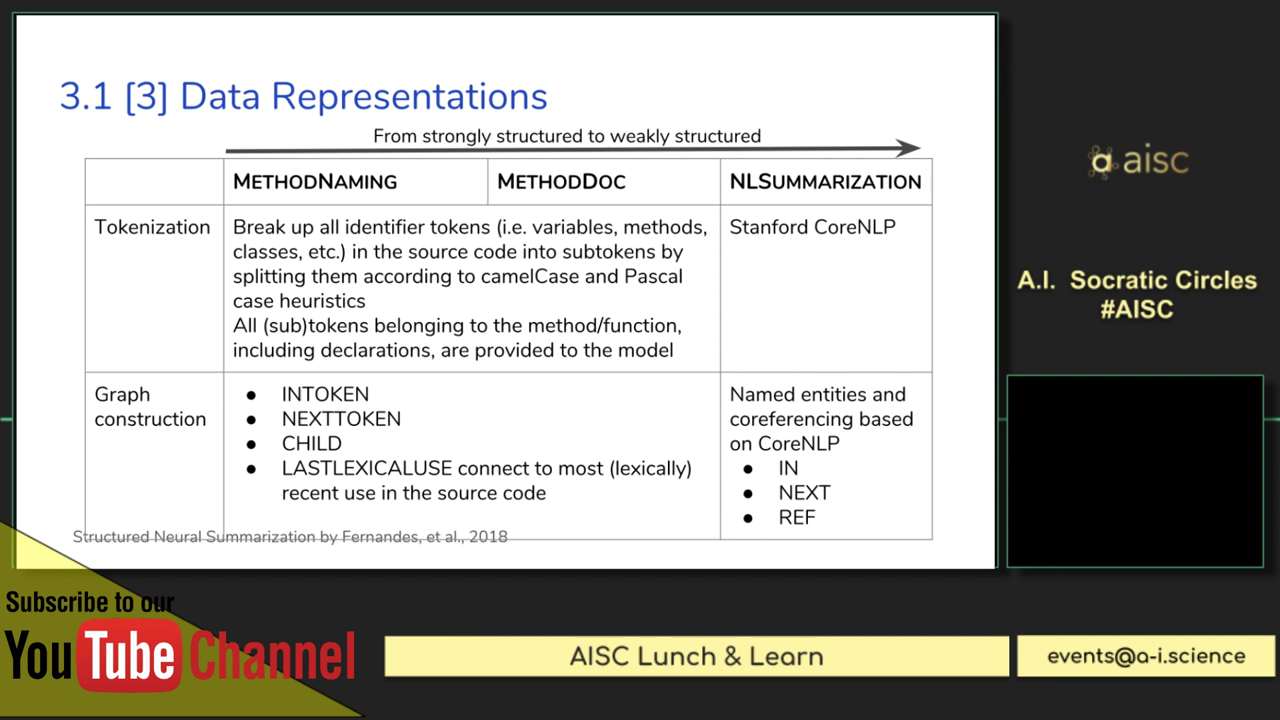 3.1 [3] Data Representations
From strongly structured to weakly structured
METHODNAMING
METHODDOC
NLSUMMARIZATION
Tokenization
Break up all identifier tokens (i.e. variables, methods,
classes, etc.) in the source code into subtokens by
splitting them according to camelCase and Pascal
case heuristics
All (sub)tokens belonging to the method/function,
including declarations, are provided to the model
Stanford CoreNLP
Graph
construction
● INTOKEN
● NEXTTOKEN
● CHILD
● LASTLEXICALUSE connect to most (lexically)
recent use in the source code
Named entities and
coreferencing based
on CoreNLP
● IN
● NEXT
● REF
Structured Neural Summarization by Fernandes, et al., 2018
aisc
A.I. Socratic Circles
#AISC
Subscribe to our
YouTube Channel
AISC Lunch & Learn
events@a-i.science